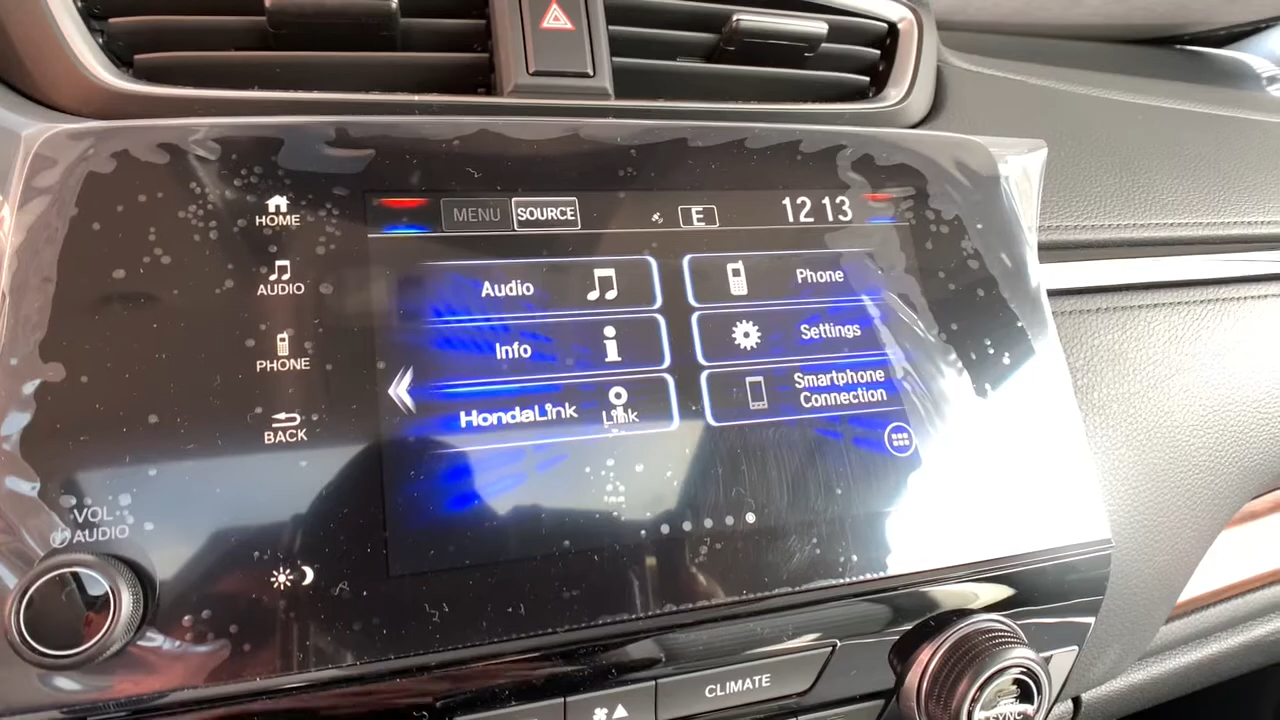 HOME
MENU SOURCE E 12 13
AUDIO
Audio
Phone
Info
Settings
PHONE
HondaLink
Link
Smartphone
Connection
BACK
VOL
AUDIO
CLIMATE
SYNC